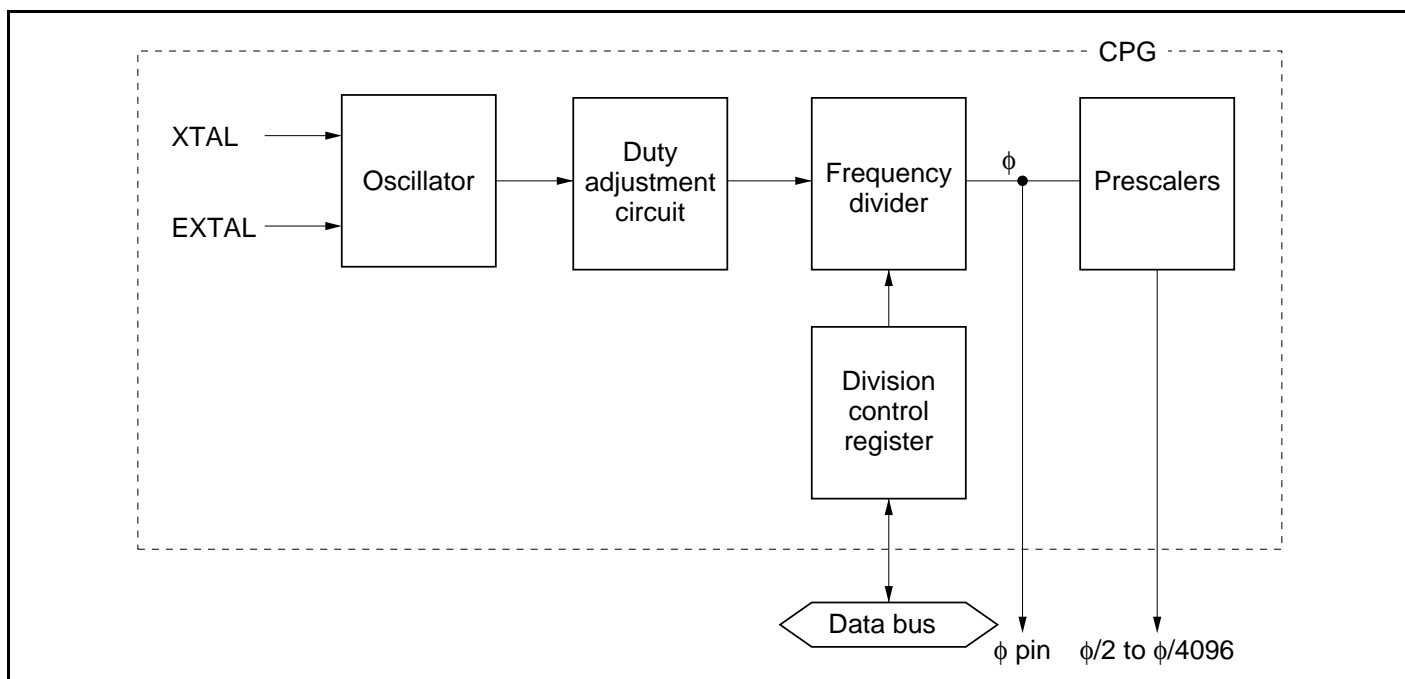 CPG
XTAL
EXTAL
Oscillator
Duty
adjustment
circuit
Frequency
divider
ϕ
Prescalers
Division
control
register
Data bus
ϕ pin
ϕ/2 to ϕ/4096